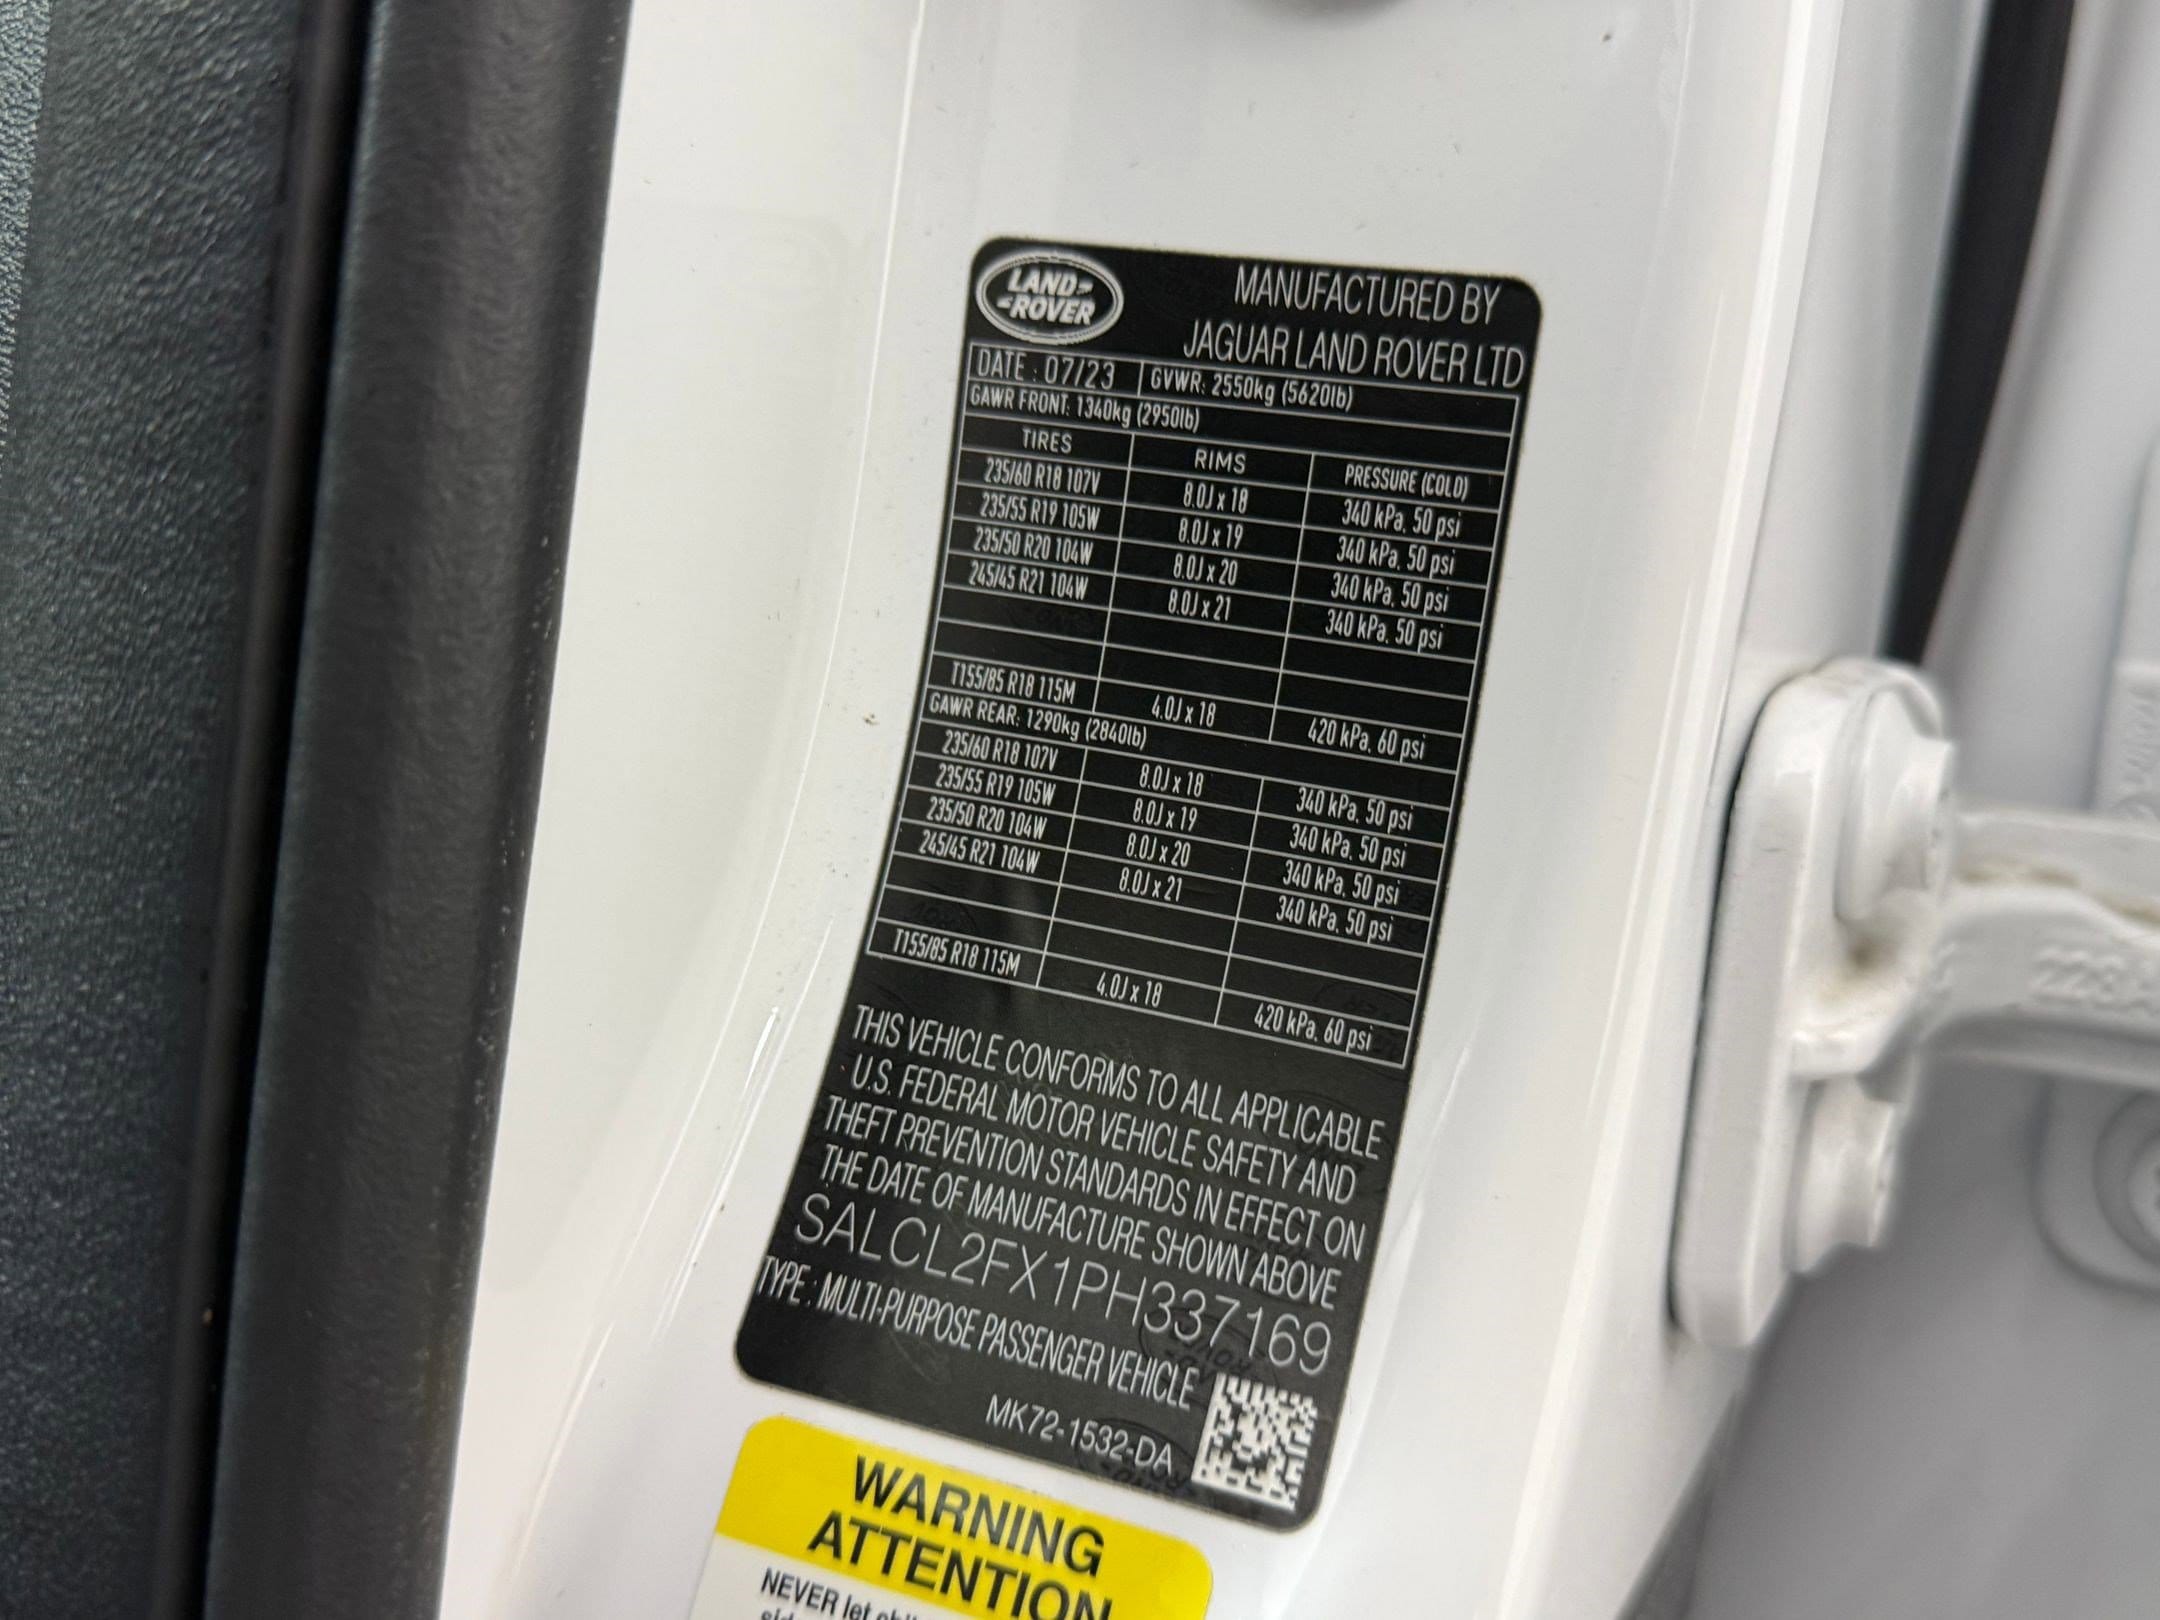 LAND-
-ROVER
MANUFACTURED BY
JAGUAR LAND ROVER LTD
DATE : 07/23 GVWR: 2550kg (5620lb)
GAWR FRONT: 1340kg (2950lb)
TIRES RIMS PRESSURE (COLD)
235/60 R18 107V 8.0J x 18 340 kPa, 50 psi
235/55 R19 105W 8.0J x 19 340 kPa, 50 psi
235/50 R20 104W 8.0J x 20 340 kPa, 50 psi
245/45 R21 104W 8.0J x 21 340 kPa, 50 psi
T155/85 R18 115M 4.0J x 18 420 kPa, 60 psi
GAWR REAR: 1290kg (2840lb)
235/60 R18 107V 8.0J x 18 340 kPa, 50 psi
235/55 R19 105W 8.0J x 19 340 kPa, 50 psi
235/50 R20 104W 8.0J x 20 340 kPa, 50 psi
245/45 R21 104W 8.0J x 21 340 kPa, 50 psi
T155/85 R18 115M 4.0J x 18 420 kPa, 60 psi
THIS VEHICLE CONFORMS TO ALL APPLICABLE
U.S. FEDERAL MOTOR VEHICLE SAFETY AND
THEFT PREVENTION STANDARDS IN EFFECT ON
THE DATE OF MANUFACTURE SHOWN ABOVE
SALCL2FX1PH337169
TYPE : MULTI-PURPOSE PASSENGER VEHICLE
MK72-1532-DA
WARNING
ATTENTION
NEVER let